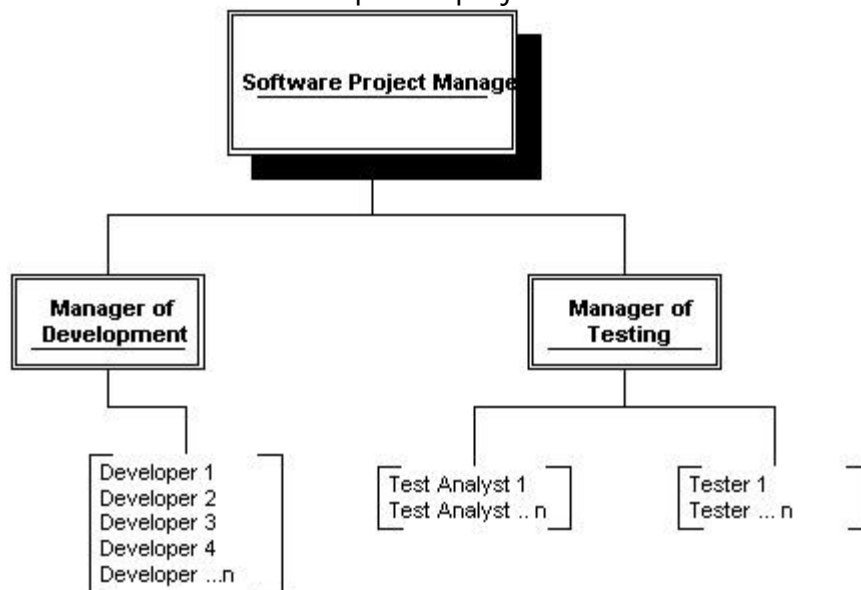 Software Project Manage
Manager of
Development
Manager of
Testing
Developer 1
Developer 2
Developer 3
Developer 4
Developer ...n
Test Analyst 1
Test Analyst .. n
Tester 1
Tester ... n